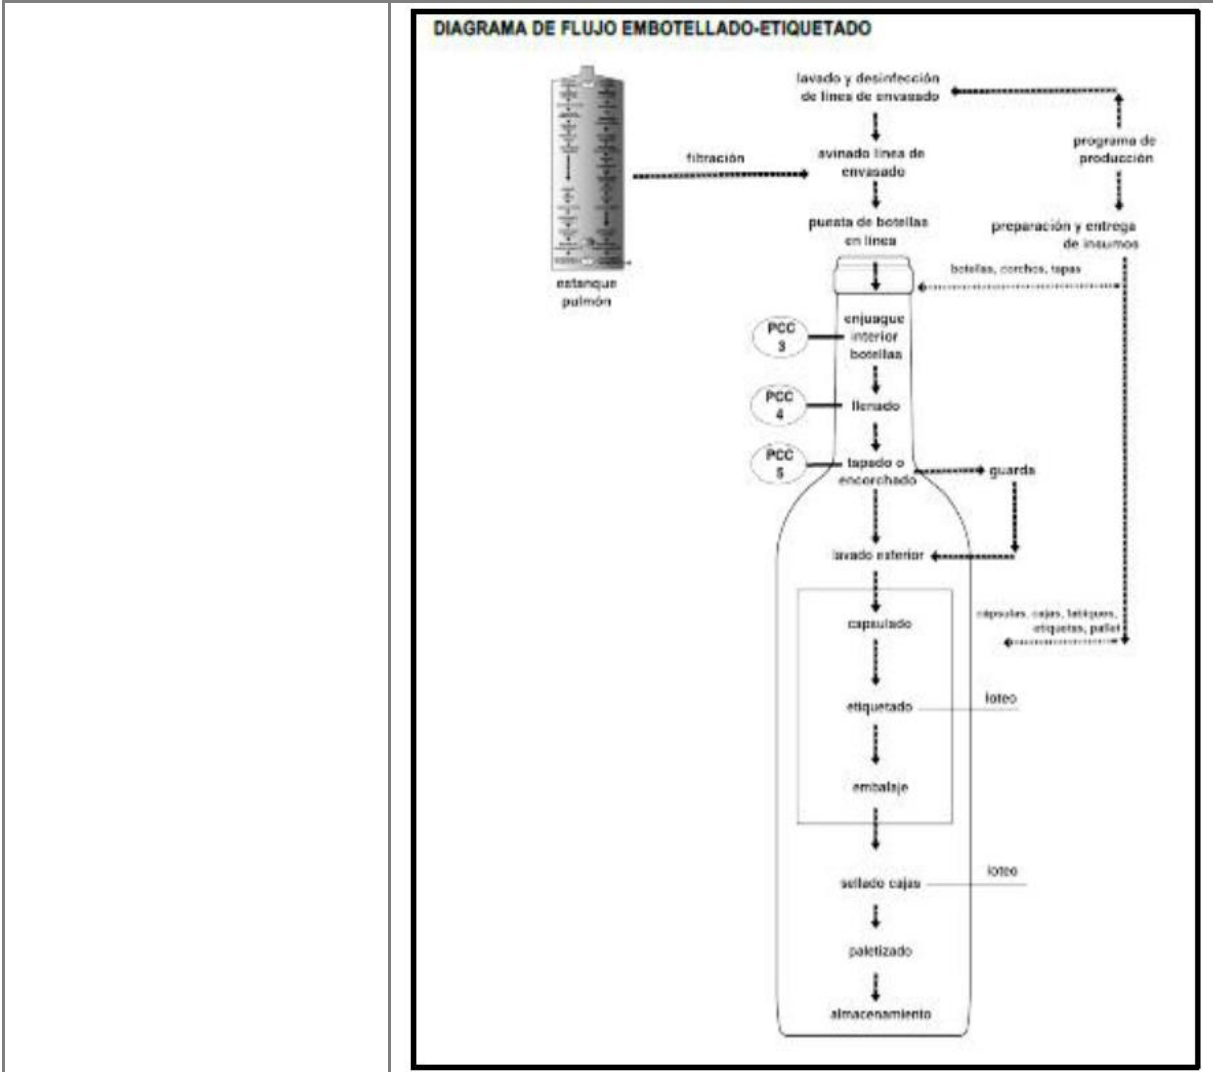 DIAGRAMA DE FLUJO EMBOTELLADO-ETIQUETADO
lavado y desinfección
de línea de envasado
programa de
producción
filtración
avinado línea de
envasado
puesta de botellas
en línea
preparación y entrega
de insumos
estanque
pulmón
botellas, corchos, tapas
PCC
3
enjuague
interior
botellas
PCC
4
llenado
PCC
5
tapado o
encorchado
guarda
lavado exterior
capsulado
cápsulas, cajas, tabiques,
etiquetas, pallet
etiquetado
loteo
embalaje
sellado cajas
loteo
paletizado
almacenamiento